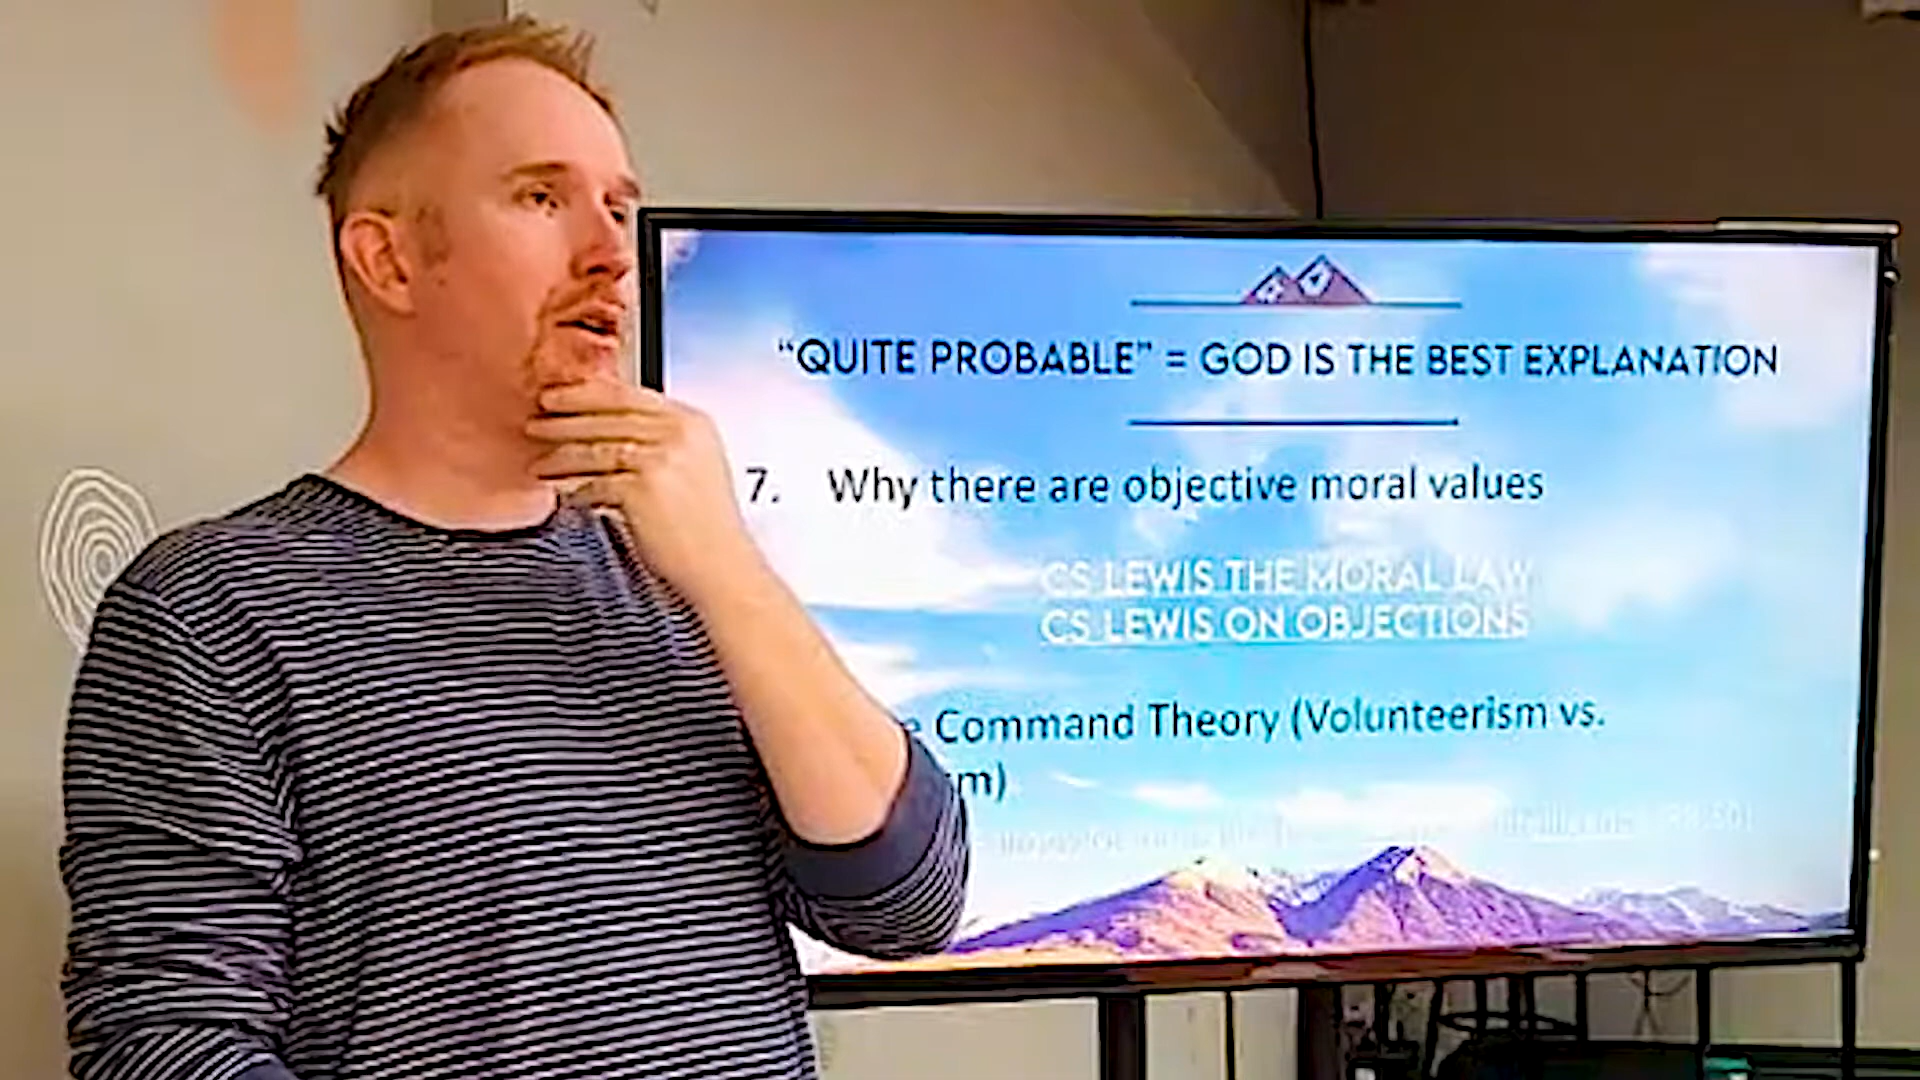 “QUITE PROBABLE” = GOD IS THE BEST EXPLANATION
7. Why there are objective moral values
CS LEWIS THE MORAL LAW
CS LEWIS ON OBJECTIONS
e Command Theory (Volunteerism vs.
m)